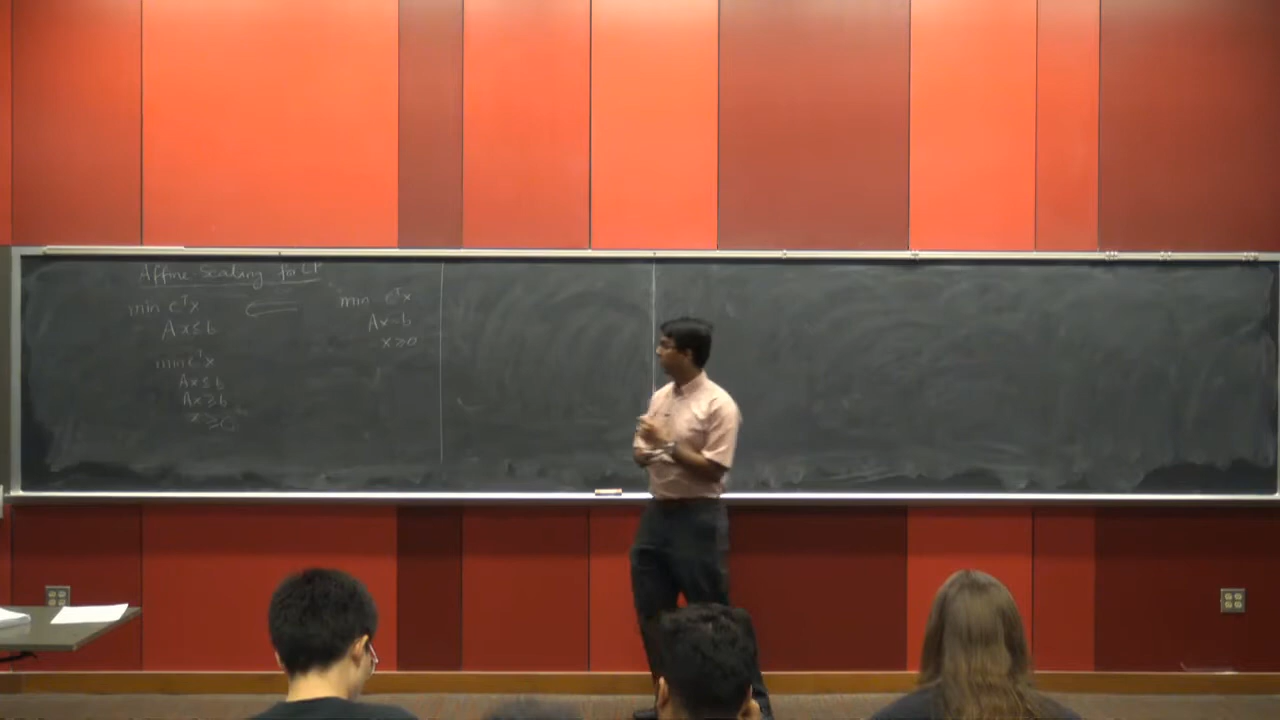 Affine Scaling for LP
min cᵀx
Ax ≤ b
min cᵀx
Ax ≤ b
Ax ≥ b
x ≥ 0
min cᵀx
Ax = b
x ≥ 0